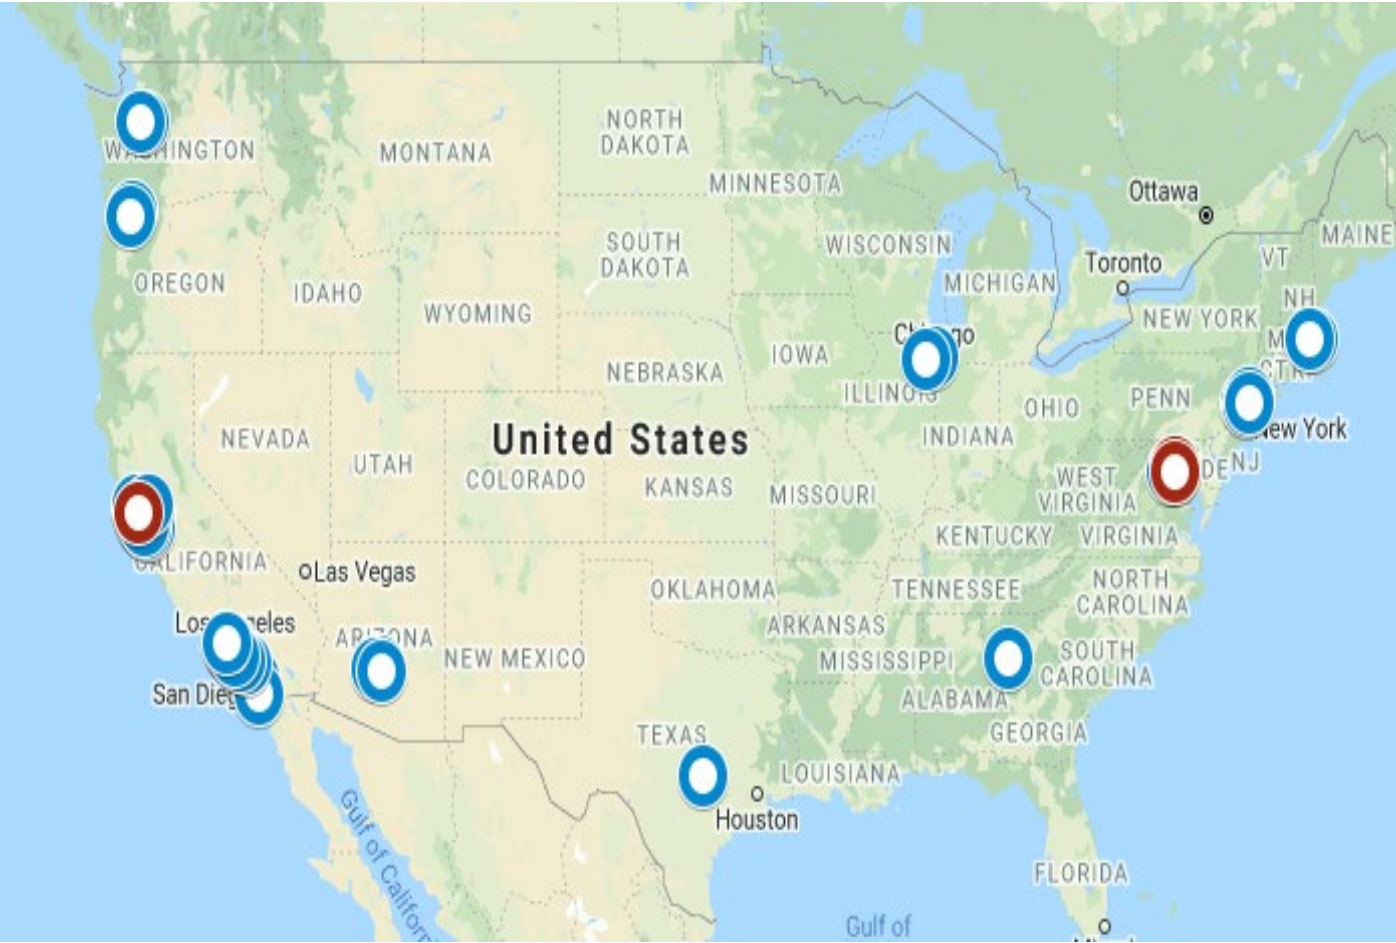 NORTH
DAKOTA
MONTANA
MINNESOTA
Ottawa
MAINE
SOUTH
DAKOTA
WISCONSIN
VT
Toronto
OREGON
IDAHO
MICHIGAN
NH
WYOMING
NEW YORK
IOWA
NEBRASKA
ILLINOIS
PENN
OHIO
New York
NEVADA
United States
INDIANA
UTAH
COLORADO
KANSAS
MISSOURI
WEST
VIRGINIA
DE
NJ
KENTUCKY
VIRGINIA
CALIFORNIA
Las Vegas
OKLAHOMA
TENNESSEE
NORTH
CAROLINA
ARKANSAS
ARIZONA
NEW MEXICO
MISSISSIPPI
SOUTH
CAROLINA
ALABAMA
GEORGIA
TEXAS
LOUISIANA
Houston
Gulf of
FLORIDA
Gulf of